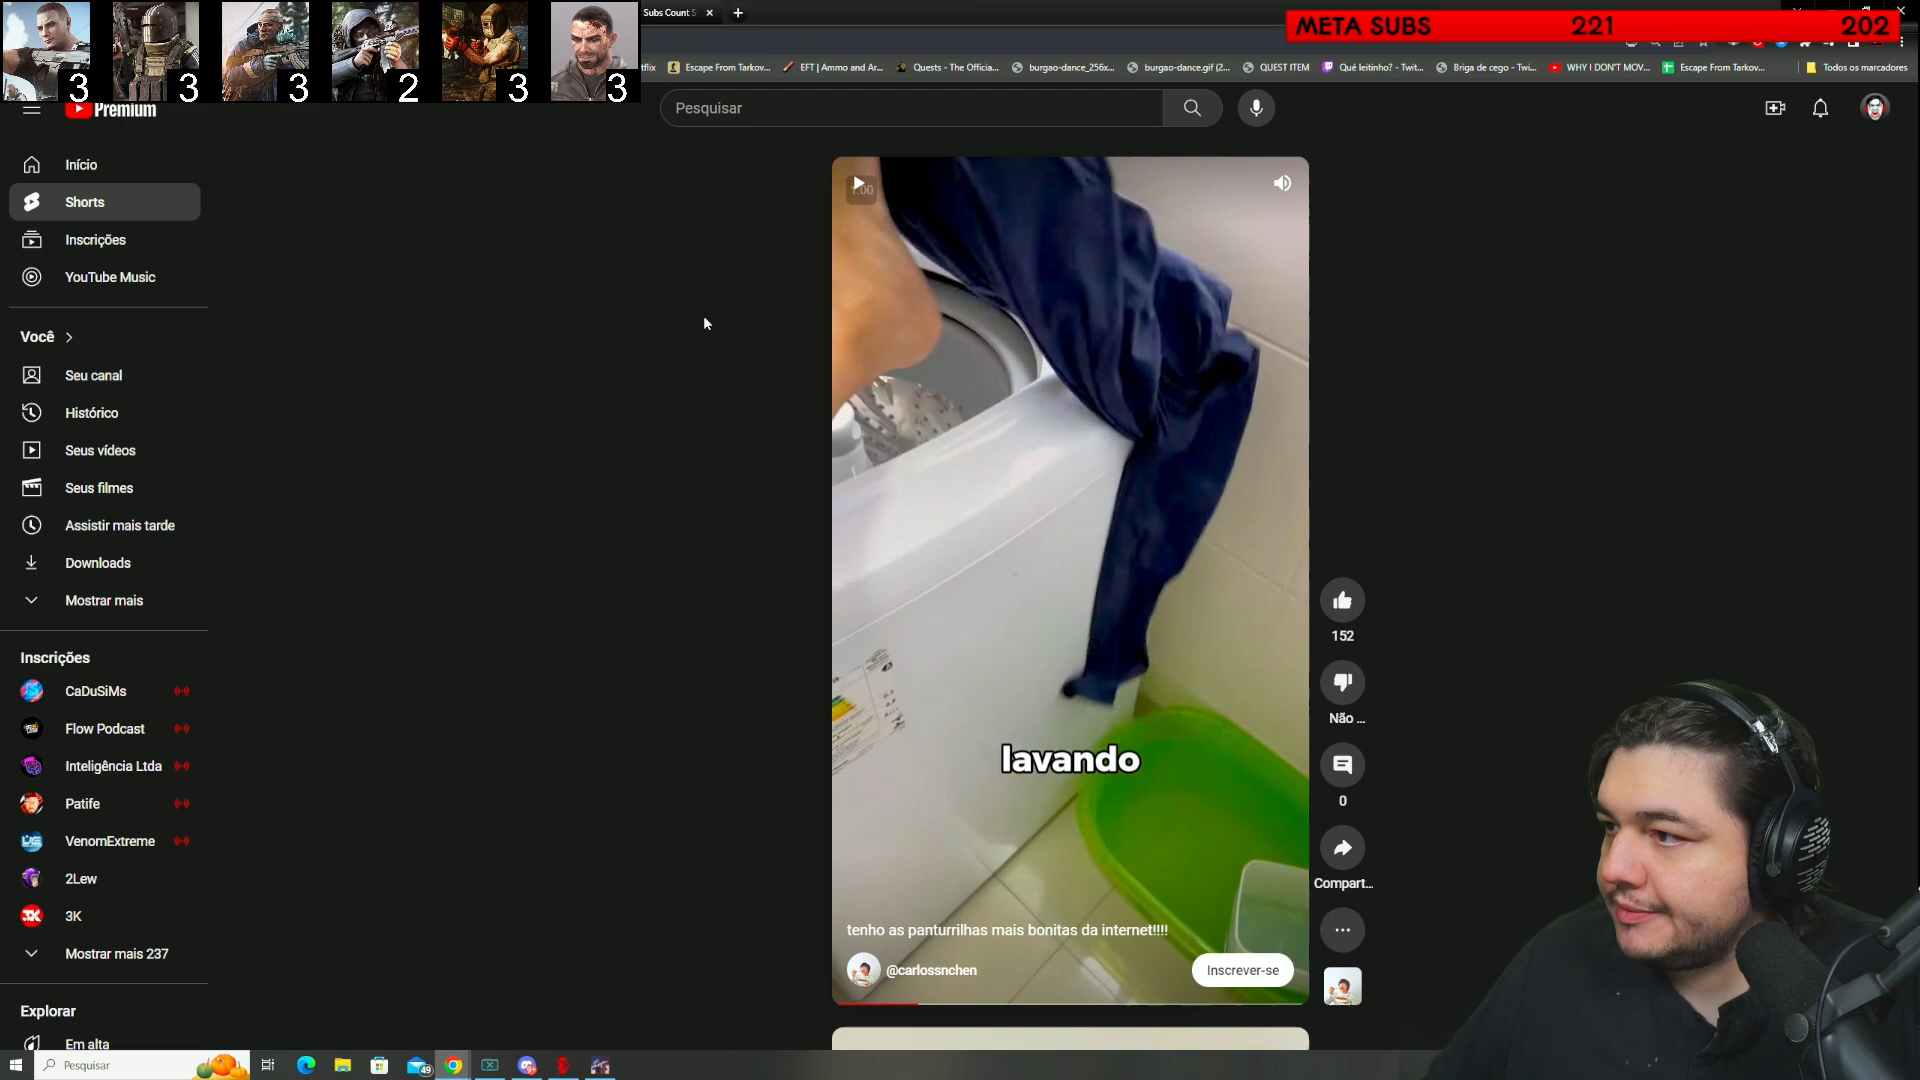 3
3
3
2
3
3
Subs Count S
META SUBS 221 202
tflix
Escape From Tarkov...
EFT | Ammo and Ar...
Quests - The Officia...
burgao-dance_256x...
burgao-dance.gif (2...
QUEST ITEM
Qué leitinho? - Twit...
Briga de cego - Twi...
WHY I DON'T MOV...
Escape From Tarkov...
Todos os marcadores
Premium
Pesquisar
Início
Shorts
Inscrições
YouTube Music
Você
Seu canal
Histórico
Seus vídeos
Seus filmes
Assistir mais tarde
Downloads
Mostrar mais
Inscrições
CaDuSiMs
Flow Podcast
Inteligência Ltda
Patife
VenomExtreme
2Lew
3K
Mostrar mais 237
Explorar
Em alta
lavando
tenho as panturrilhas mais bonitas da internet!!!!
@carlossnchen
Inscrever-se
152
Não ...
0
Compart...
Pesquisar
49